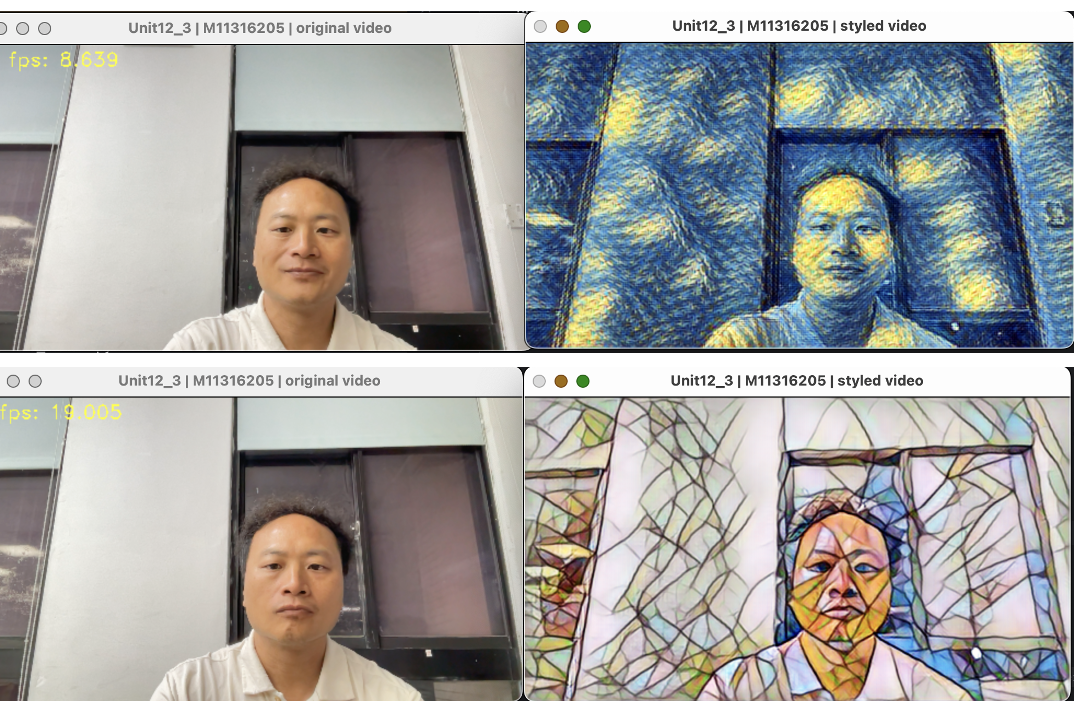 Unit12_3 | M11316205 | original video
Unit12_3 | M11316205 | styled video
fps: 8.639
Unit12_3 | M11316205 | original video
Unit12_3 | M11316205 | styled video
fps: 19.005